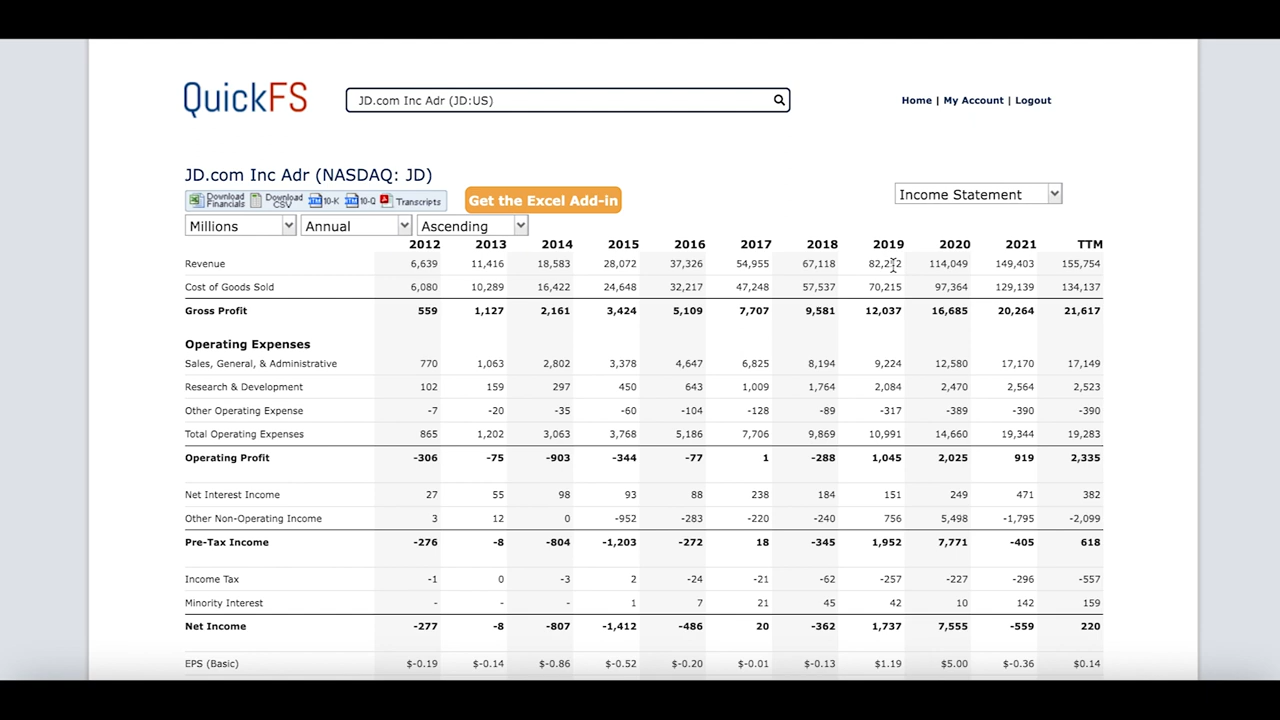 QuickFS
JD.com Inc Adr (JD:US)
Home | My Account | Logout
JD.com Inc Adr (NASDAQ: JD)
Download Financials Download CSV 10-K 10-Q Transcripts
Get the Excel Add-in
Income Statement
Millions Annual Ascending
2012 2013 2014 2015 2016 2017 2018 2019 2020 2021 TTM
Revenue 6,639 11,416 18,583 28,072 37,326 54,955 67,118 114,049 149,403 155,754
Cost of Goods Sold 6,080 10,289 16,422 24,648 32,217 47,248 57,537 70,215 97,364 129,139 134,137
Gross Profit 559 1,127 2,161 3,424 5,109 7,707 9,581 12,037 16,685 20,264 21,617
Operating Expenses
Sales, General, & Administrative 770 1,063 2,802 3,378 4,647 6,825 8,194 9,224 12,580 17,170 17,149
Research & Development 102 159 297 450 643 1,009 1,764 2,084 2,470 2,564 2,523
Other Operating Expense -7 -20 -35 -60 -104 -128 -89 -317 -389 -390 -390
Total Operating Expenses 865 1,202 3,063 3,768 5,186 7,706 9,869 10,991 14,660 19,344 19,283
Operating Profit -306 -75 -903 -344 -77 1 -288 1,045 2,025 919 2,335
Net Interest Income 27 55 98 93 88 238 184 151 249 471 382
Other Non-Operating Income 3 12 0 -952 -283 -220 -240 756 5,498 -1,795 -2,099
Pre-Tax Income -276 -8 -804 -1,203 -272 18 -345 1,952 7,771 -405 618
Income Tax -1 0 -3 2 -24 -21 -62 -257 -227 -296 -557
Minority Interest - - - 1 7 21 45 42 10 142 159
Net Income -277 -8 -807 -1,412 -486 20 -362 1,737 7,555 -559 220
EPS (Basic) $-0.19 $-0.14 $-0.86 $-0.52 $-0.20 $-0.01 $-0.13 $1.19 $5.00 $-0.36 $0.14